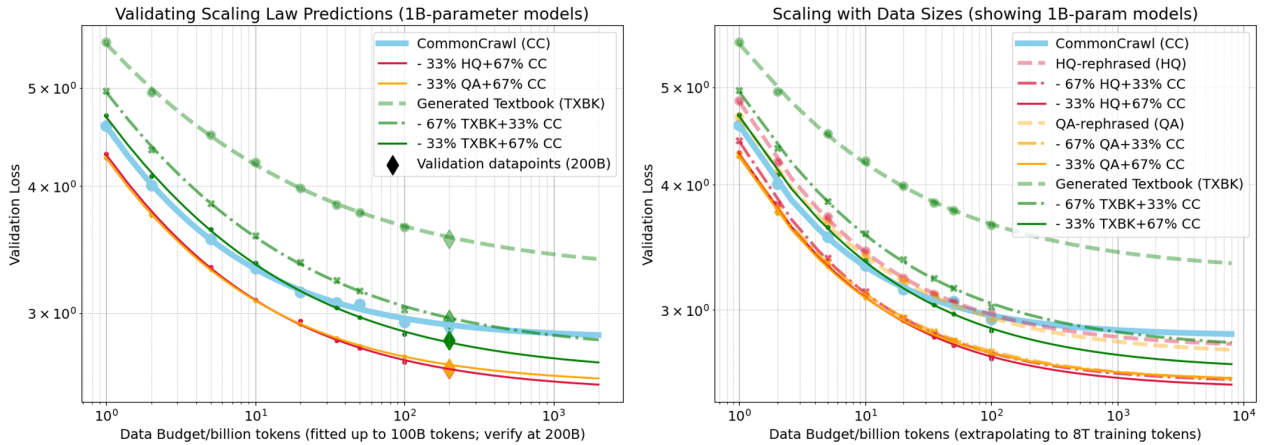 Validating Scaling Law Predictions (1B-parameter models)
Validation Loss
5 × 10⁰
4 × 10⁰
3 × 10⁰
CommonCrawl (CC)
- 33% HQ+67% CC
- 33% QA+67% CC
Generated Textbook (TXBK)
- 67% TXBK+33% CC
- 33% TXBK+67% CC
Validation datapoints (200B)
10⁰ 10¹ 10² 10³
Data Budget/billion tokens (fitted up to 100B tokens; verify at 200B)
Scaling with Data Sizes (showing 1B-param models)
Validation Loss
5 × 10⁰
4 × 10⁰
3 × 10⁰
CommonCrawl (CC)
HQ-rephrased (HQ)
- 67% HQ+33% CC
- 33% HQ+67% CC
QA-rephrased (QA)
- 67% QA+33% CC
- 33% QA+67% CC
Generated Textbook (TXBK)
- 67% TXBK+33% CC
- 33% TXBK+67% CC
10⁰ 10¹ 10² 10³ 10⁴
Data Budget/billion tokens (extrapolating to 8T training tokens)